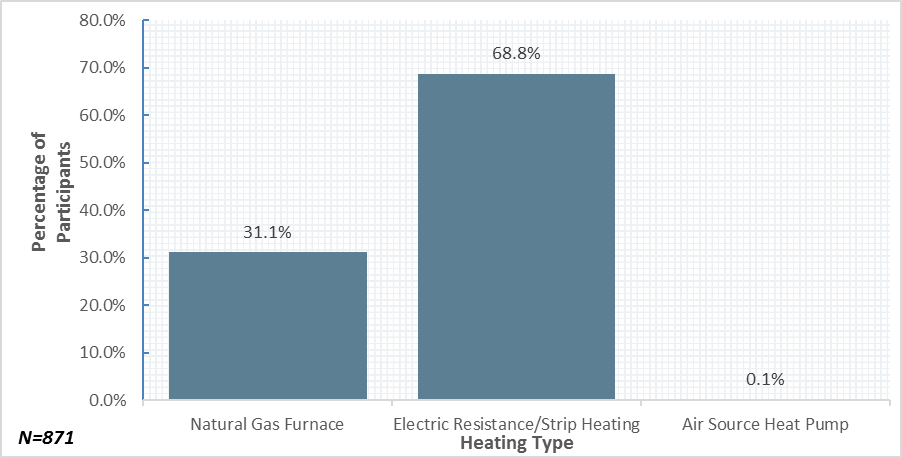 80.0%
70.0%
60.0%
50.0%
40.0%
30.0%
20.0%
10.0%
0.0%
Percentage of
Participants
31.1%
68.8%
0.1%
Natural Gas Furnace
Electric Resistance/Strip Heating
Air Source Heat Pump
Heating Type
N=871